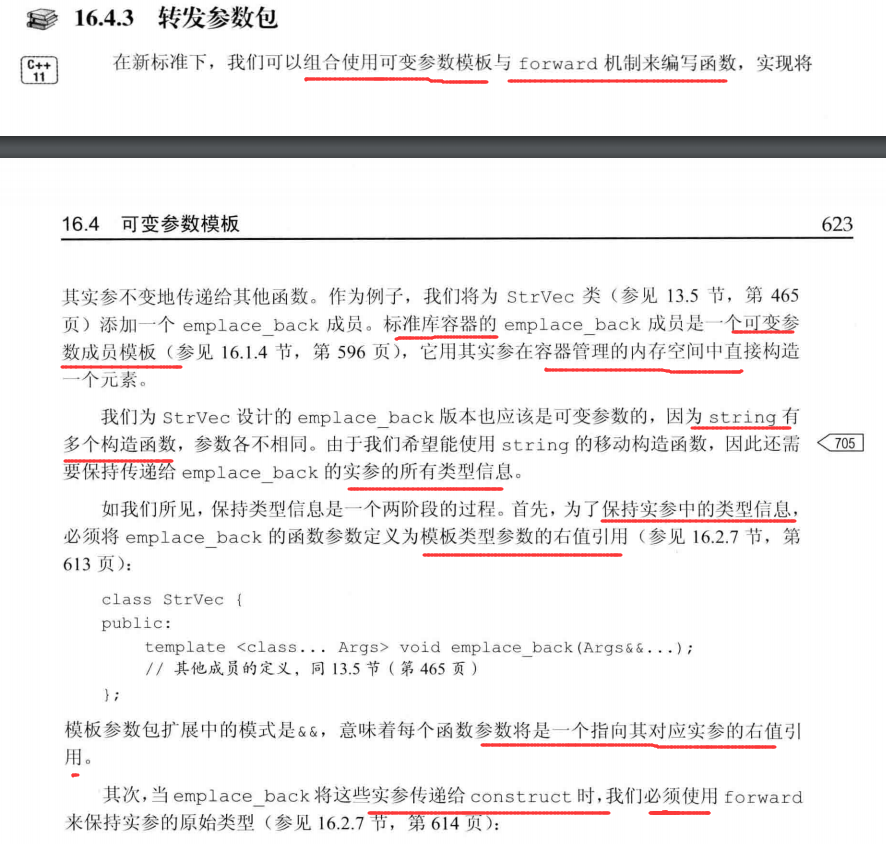 16.4.3 转发参数包
C++
11
在新标准下，我们可以组合使用可变参数模板与 forward 机制来编写函数，实现将
16.4 可变参数模板 623
其实参不变地传递给其他函数。作为例子，我们将为 StrVec 类（参见 13.5 节，第 465
页）添加一个 emplace_back 成员。标准库容器的 emplace_back 成员是一个可变参
数成员模板（参见 16.1.4 节，第 596 页），它用其实参在容器管理的内存空间中直接构造
一个元素。
我们为 StrVec 设计的 emplace_back 版本也应该是可变参数的，因为 string 有
多个构造函数，参数各不相同。由于我们希望能使用 string 的移动构造函数，因此还需
705
要保持传递给 emplace_back 的实参的所有类型信息。
如我们所见，保持类型信息是一个两阶段的过程。首先，为了保持实参中的类型信息，
必须将 emplace_back 的函数参数定义为模板类型参数的右值引用（参见 16.2.7 节，第
613 页）：
class StrVec {
public:
template <class... Args> void emplace_back(Args&&...);
// 其他成员的定义，同 13.5 节（第 465 页）
};
模板参数包扩展中的模式是&&，意味着每个函数参数将是一个指向其对应实参的右值引
用。
其次，当 emplace_back 将这些实参传递给 construct 时，我们必须使用 forward
来保持实参的原始类型（参见 16.2.7 节，第 614 页）：